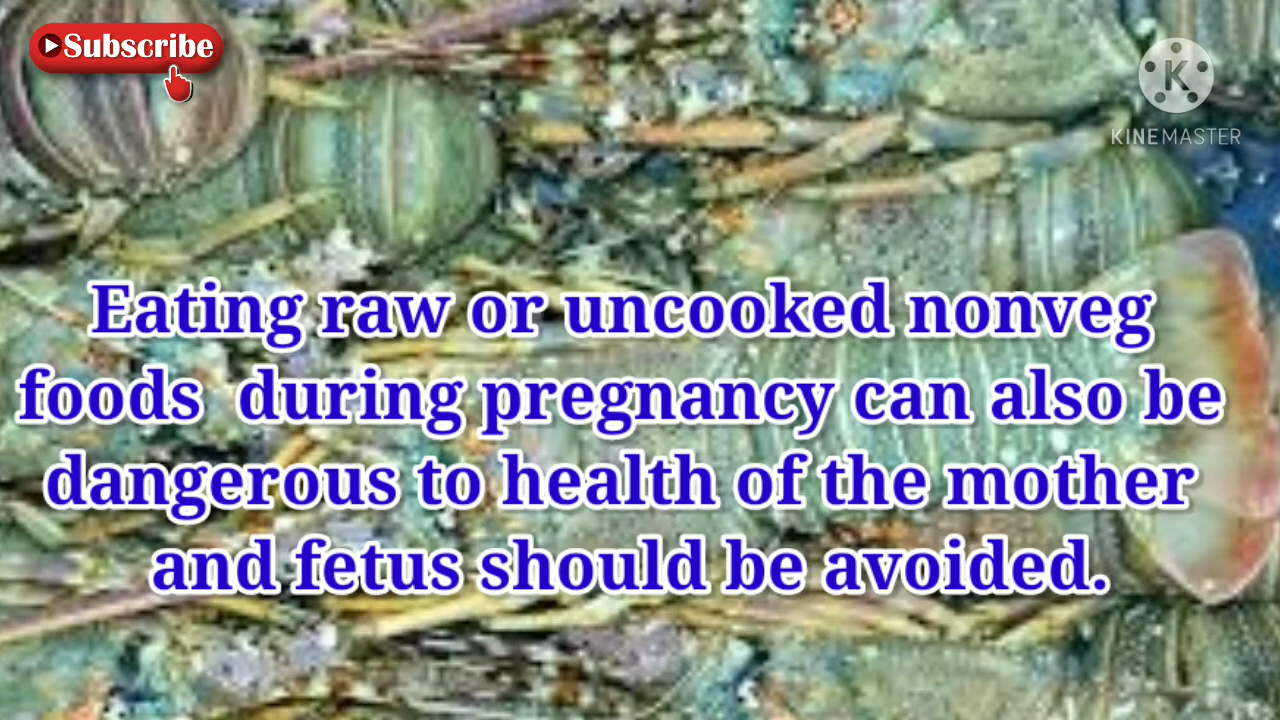 Subscribe
K
KINEMASTER
Eating raw or uncooked nonveg
foods during pregnancy can also be
dangerous to health of the mother
and fetus should be avoided.